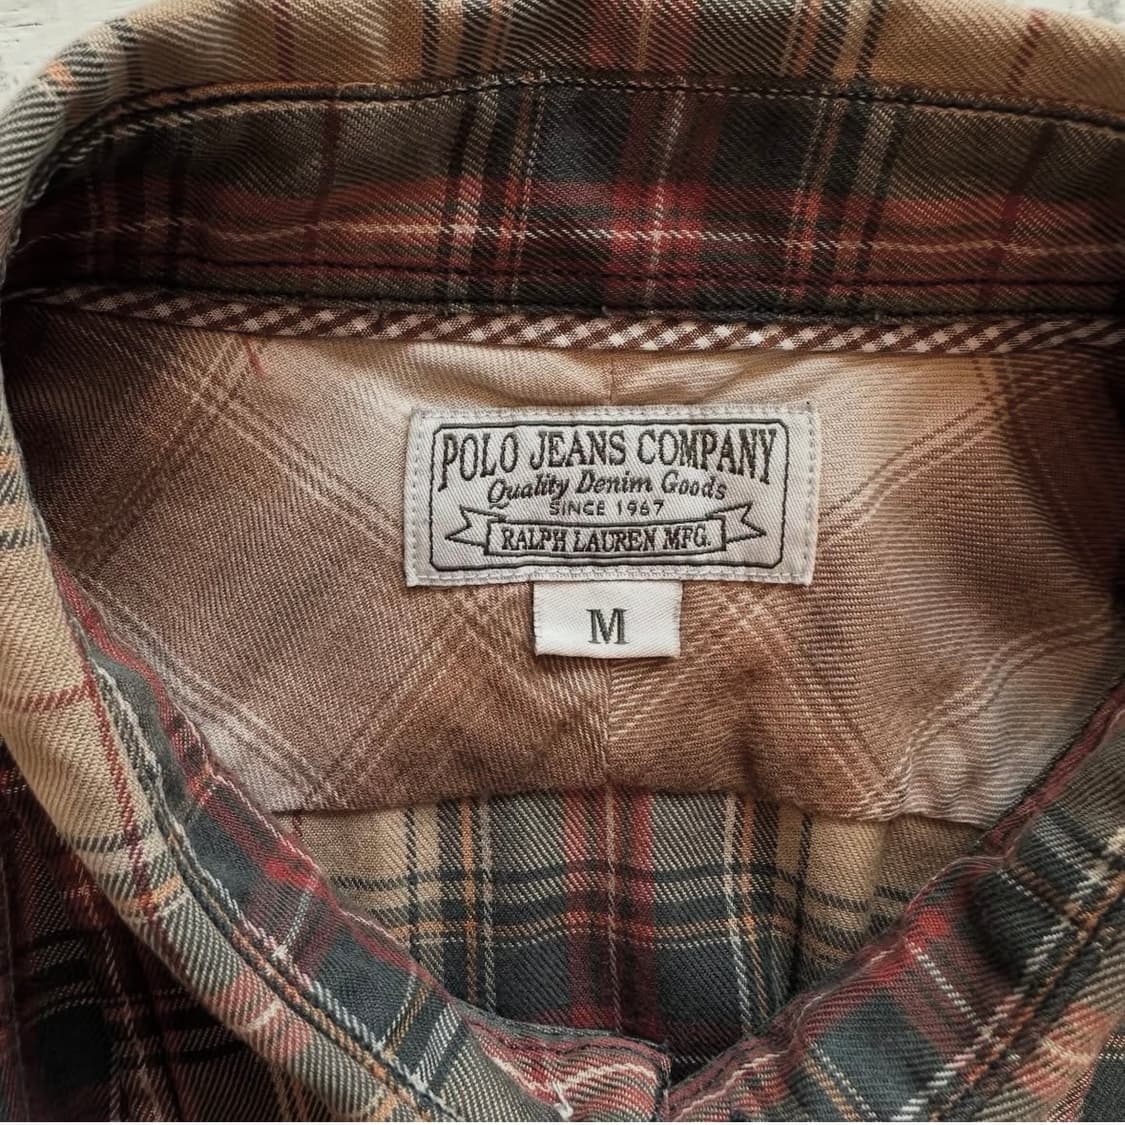 POLO JEANS COMPANY
Quality Denim Goods
SINCE 1967
RALPH LAUREN MFG.
M